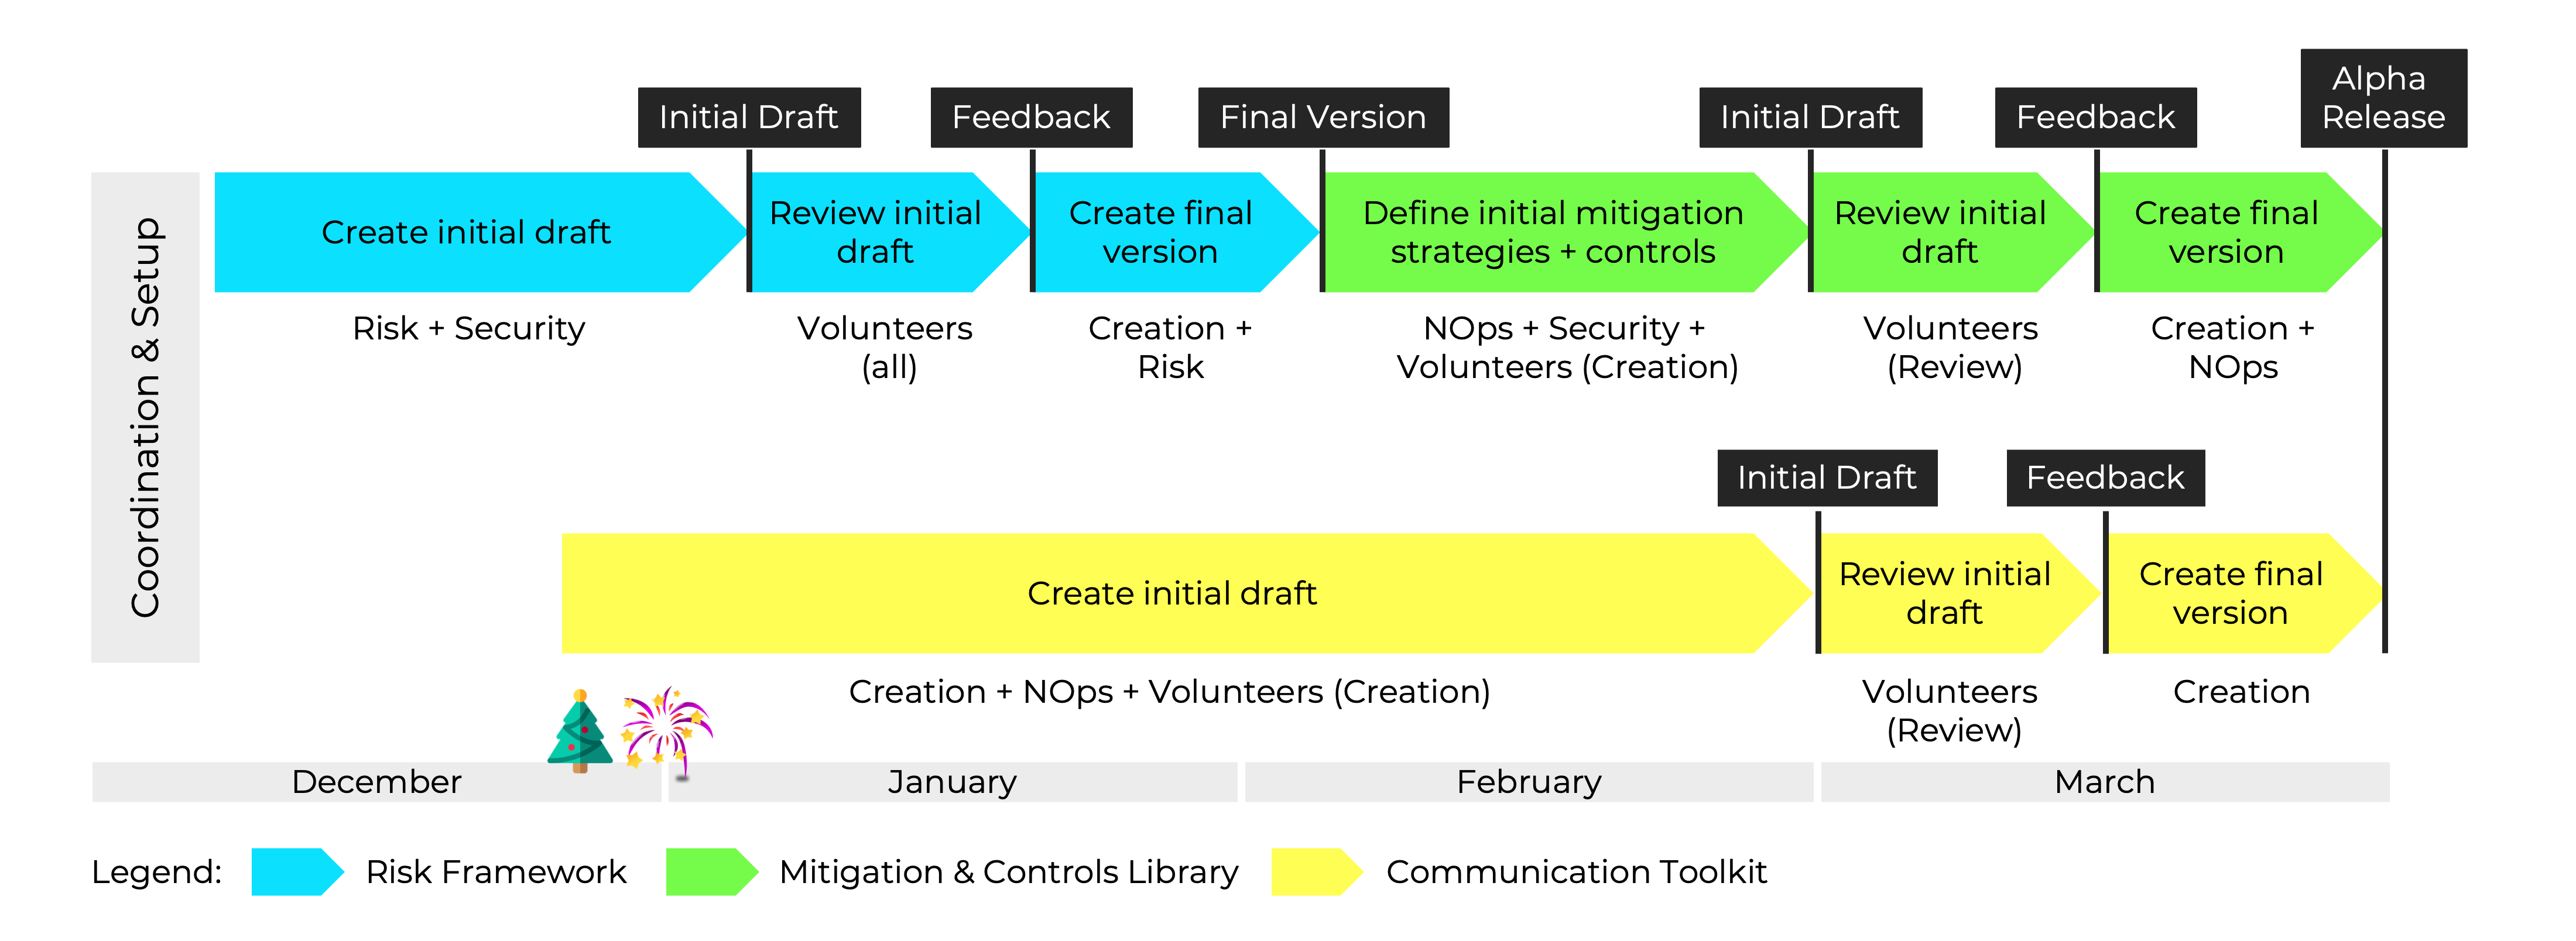 Alpha
Release
Initial Draft
Feedback
Final Version
Initial Draft
Feedback
Coordination & Setup
Create initial draft
Review initial
draft
Create final
version
Define initial mitigation
strategies + controls
Review initial
draft
Create final
version
Risk + Security
Volunteers
(all)
Creation +
Risk
NOps + Security +
Volunteers (Creation)
Volunteers
(Review)
Creation +
NOps
Initial Draft
Feedback
Create initial draft
Review initial
draft
Create final
version
Creation + NOps + Volunteers (Creation)
Volunteers
(Review)
Creation
December
January
February
March
Legend:
Risk Framework
Mitigation & Controls Library
Communication Toolkit